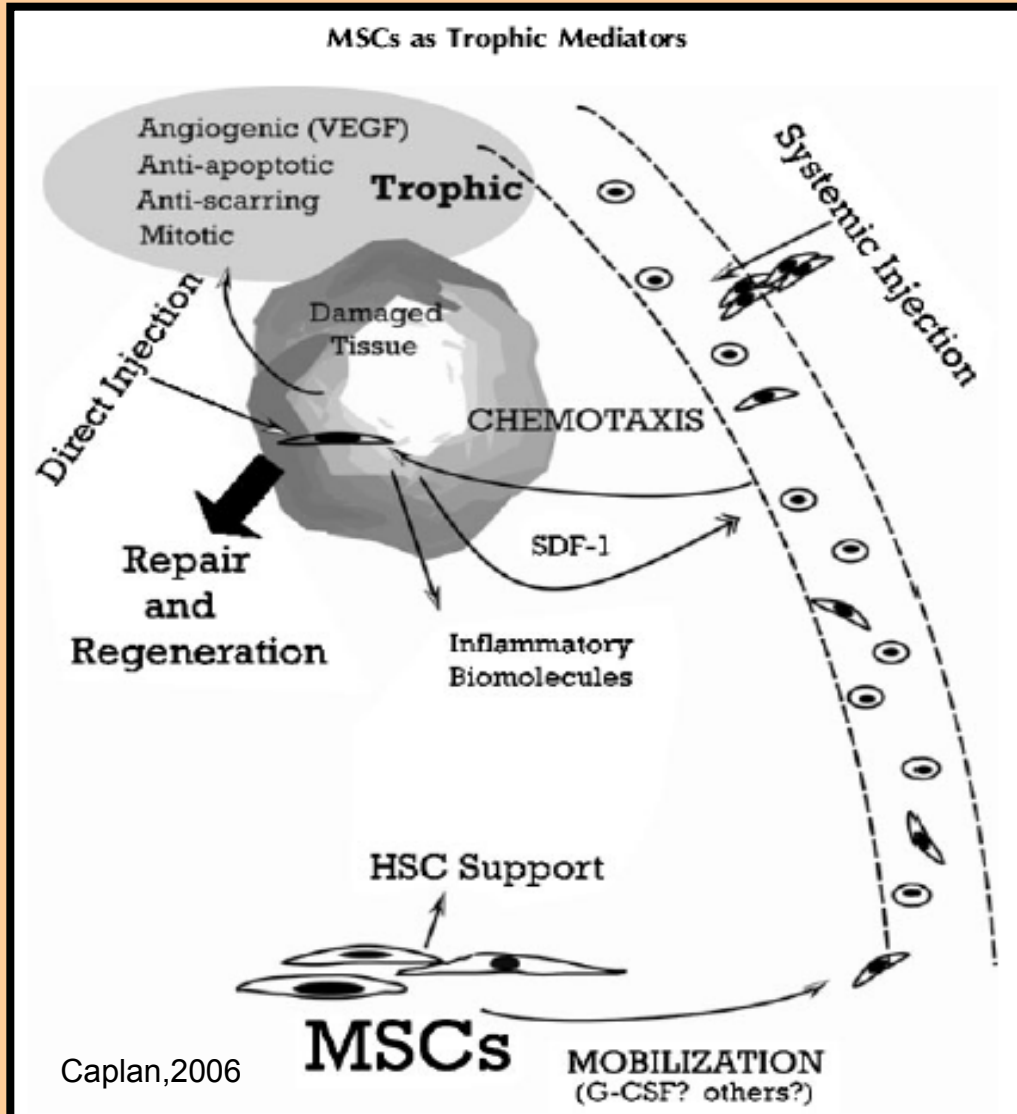 MSCs as Trophic Mediators
Angiogenic (VEGF)
Anti-apoptotic
Anti-scarring
Mitotic
Trophic
Systemic Injection
Direct Injection
Damaged
Tissue
CHEMOTAXIS
SDF-1
Repair
and
Regeneration
Inflammatory
Biomolecules
HSC Support
MSCs
MOBILIZATION
(G-CSF? others?)
Caplan,2006